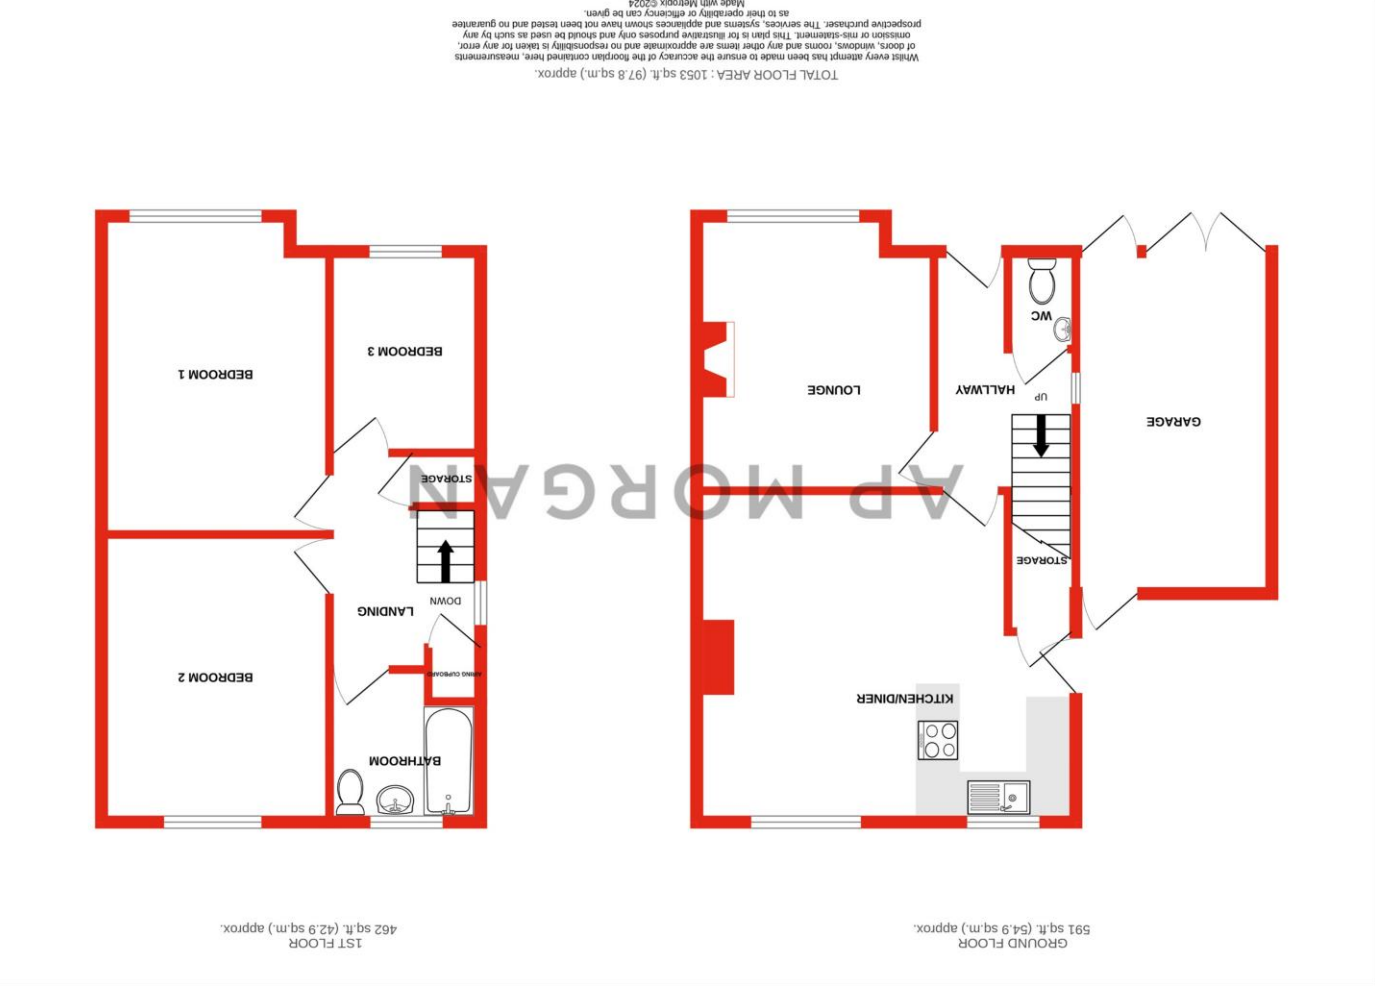 GROUND FLOOR
591 sq.ft. (54.9 sq.m.) approx.
1ST FLOOR
462 sq.ft. (42.9 sq.m.) approx.
KITCHEN/DINER
STORAGE
GARAGE
UP
HALLWAY
LOUNGE
WC
BATHROOM
BEDROOM 2
AIRING CUPBOARD
LANDING
DOWN
STORAGE
BEDROOM 1
BEDROOM 3
AP MORGAN
TOTAL FLOOR AREA : 1053 sq.ft. (97.8 sq.m.) approx.
Whilst every attempt has been made to ensure the accuracy of the floorplan contained here, measurements
of doors, windows, rooms and any other items are approximate and no responsibility is taken for any error,
omission or mis-statement. This plan is for illustrative purposes only and should be used as such by any
prospective purchaser. The services, systems and appliances shown have not been tested and no guarantee
as to their operability or efficiency can be given.
Made with Metropix ©2024